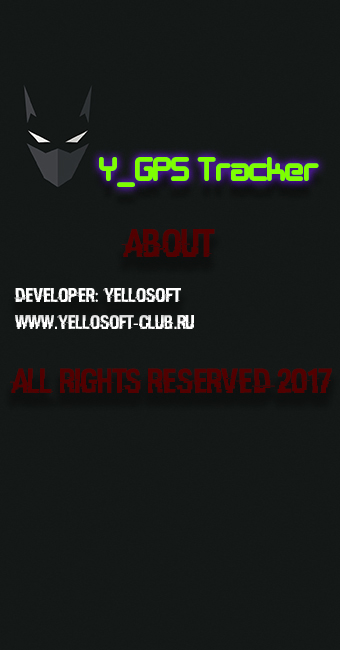 Y_GPS Tracker
ABOUT
DEVELOPER: YELLOSOFT
WWW.YELLOSOFT-CLUB.RU
ALL RIGHTS RESERVED 2017